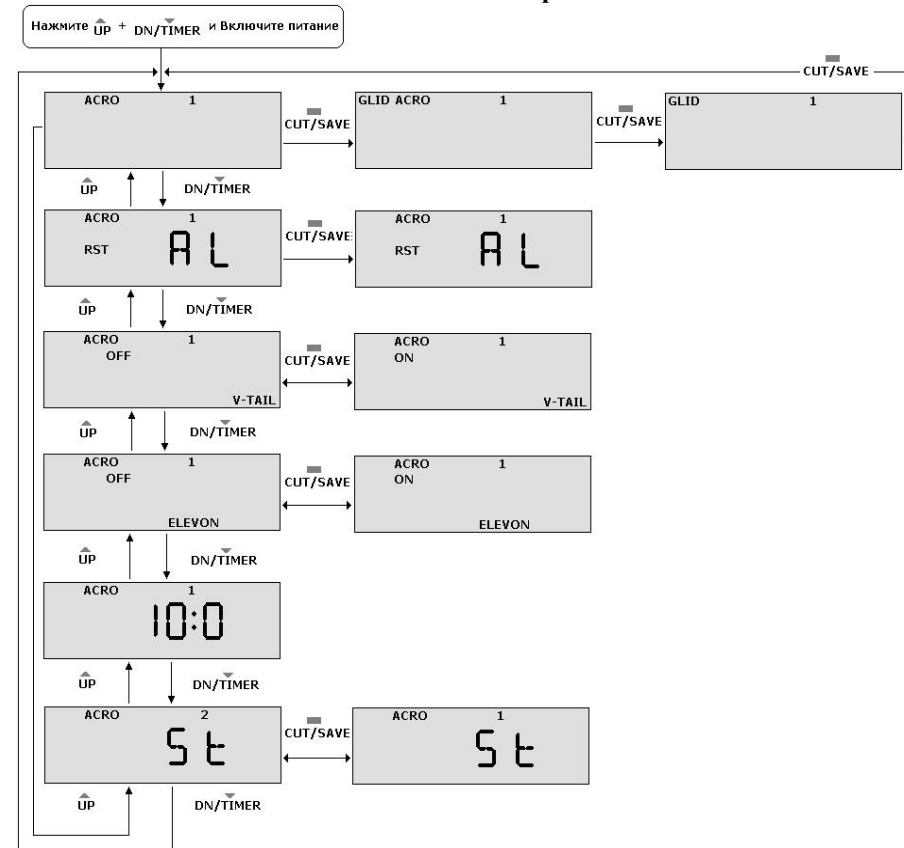 Нажмите UP + DN/TIMER и Включите питание
CUT/SAVE
ACRO 1
CUT/SAVE
GLID ACRO 1
CUT/SAVE
GLID 1
UP DN/TIMER
ACRO 1
RST AL
CUT/SAVE
ACRO 1
RST AL
UP DN/TIMER
ACRO 1
OFF
V-TAIL
CUT/SAVE
ACRO 1
ON
V-TAIL
UP DN/TIMER
ACRO 1
OFF
ELEVON
CUT/SAVE
ACRO 1
ON
ELEVON
UP DN/TIMER
ACRO 1
10:0
UP DN/TIMER
ACRO 2
St
CUT/SAVE
ACRO 1
St
UP DN/TIMER